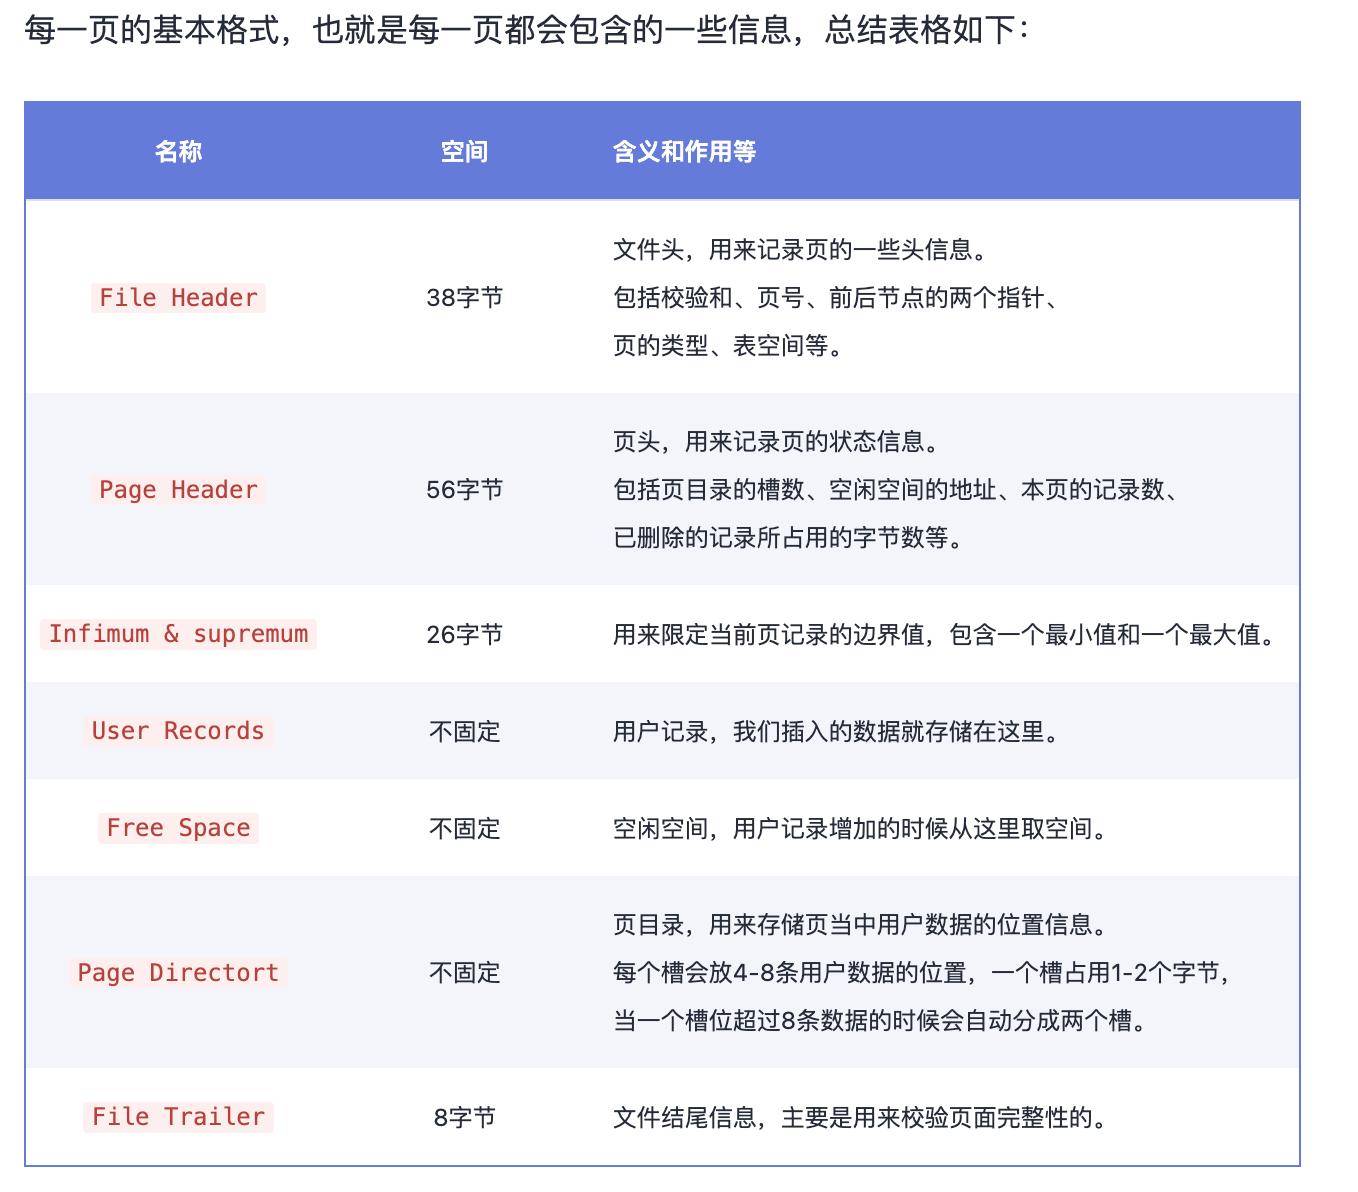 每一页的基本格式，也就是每一页都会包含的一些信息，总结表格如下：
名称 空间 含义和作用等
文件头，用来记录页的一些头信息。
File Header 38字节 包括校验和、页号、前后节点的两个指针、
页的类型、表空间等。
页头，用来记录页的状态信息。
Page Header 56字节 包括页目录的槽数、空闲空间的地址、本页的记录数、
已删除的记录所占用的字节数等。
Infimum & supremum 26字节 用来限定当前页记录的边界值，包含一个最小值和一个最大值。
User Records 不固定 用户记录，我们插入的数据就存储在这里。
Free Space 不固定 空闲空间，用户记录增加的时候从这里取空间。
页目录，用来存储页当中用户数据的位置信息。
Page Directort 不固定 每个槽会放4-8条用户数据的位置，一个槽占用1-2个字节，
当一个槽位超过8条数据的时候会自动分成两个槽。
File Trailer 8字节 文件结尾信息，主要是用来校验页面完整性的。